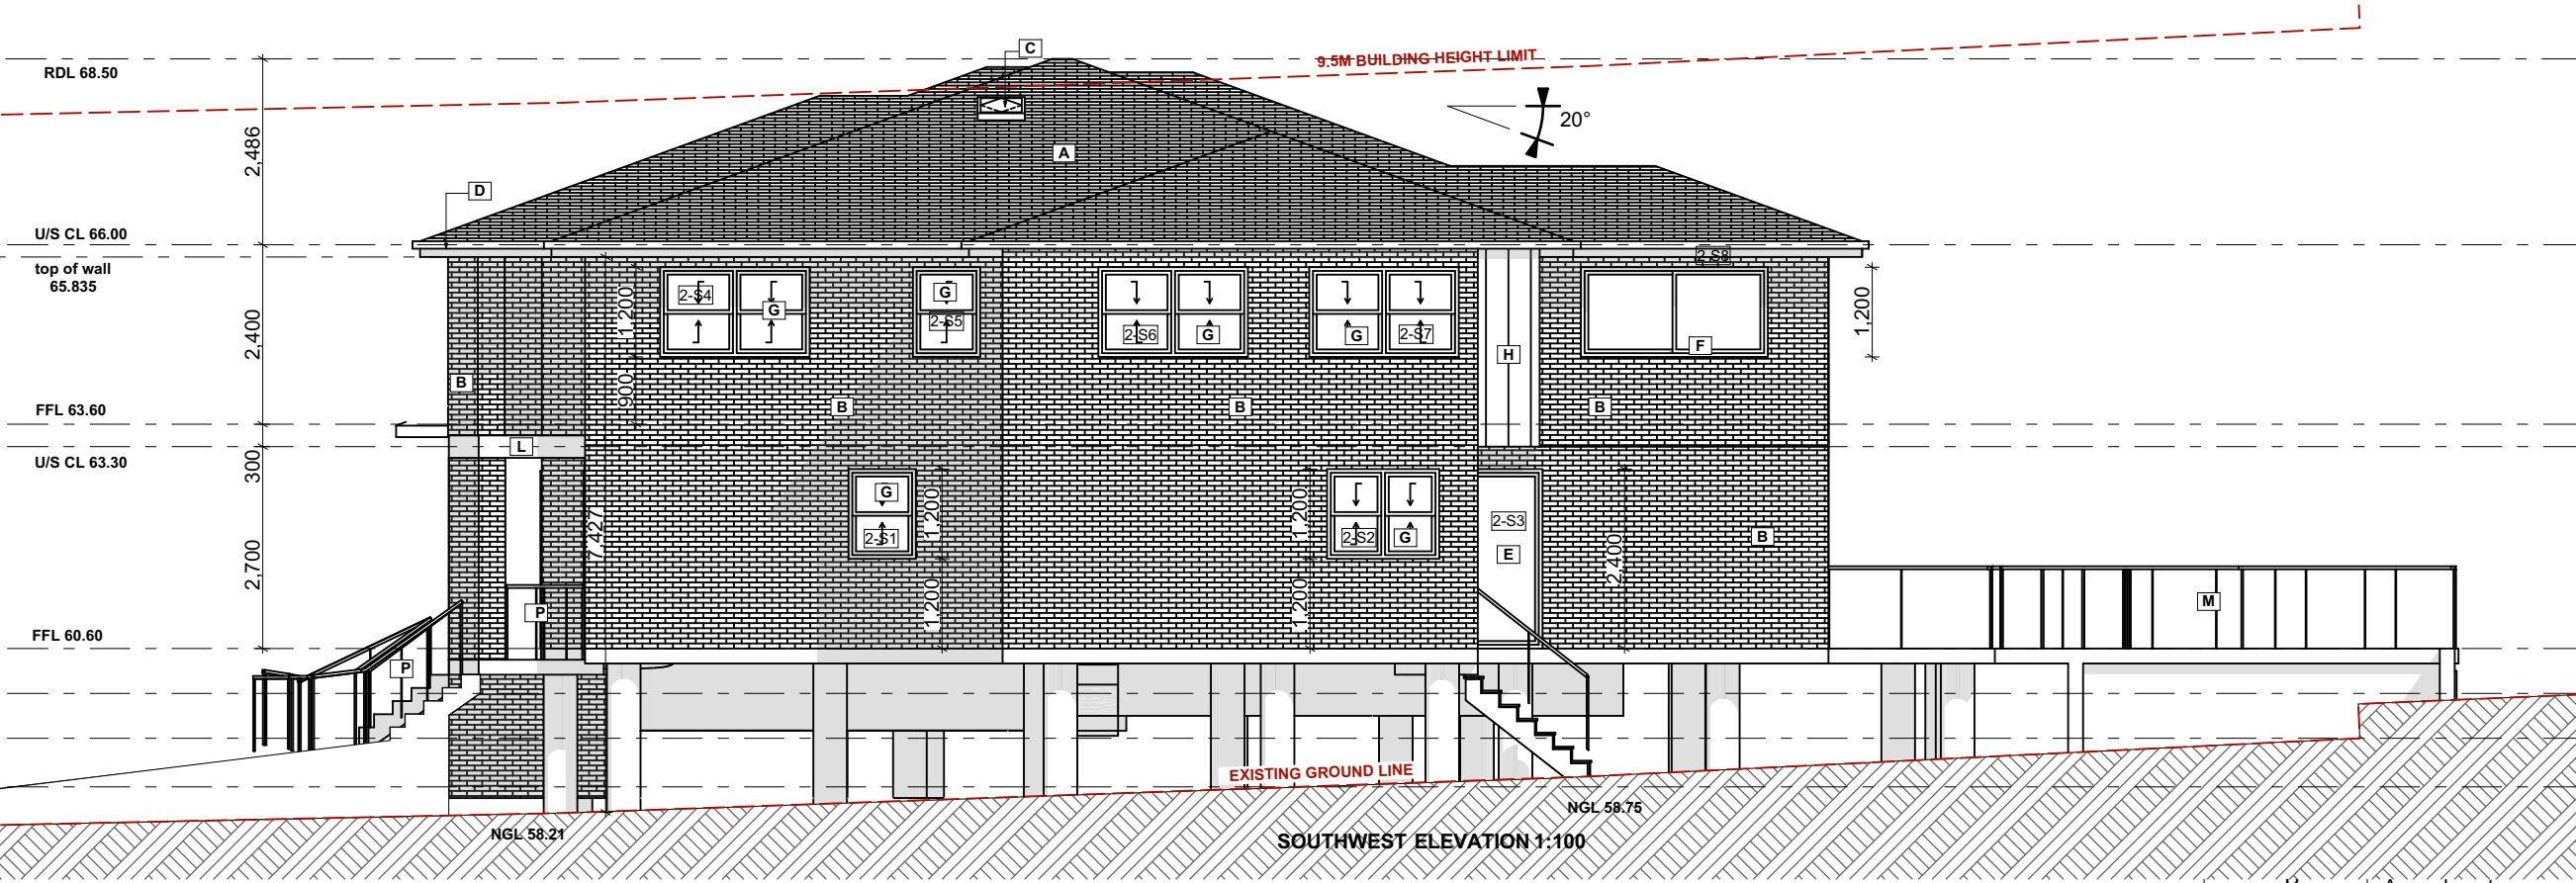 C
9.5M BUILDING HEIGHT LIMIT
RDL 68.50
20°
2,486
A
D
U/S CL 66.00
top of wall
65.835
2-S8
2-S4
G
G
2-S5
2-S6
G
G
2-S7
F
H
1,200
1,200
2,400
900
B
B
B
B
FFL 63.60
L
U/S CL 63.30
300
G
2-S1
1,200
7,427
1,200
2-S2
G
2-S3
E
2,400
B
2,700
P
1,200
1,200
M
FFL 60.60
P
EXISTING GROUND LINE
NGL 58.75
NGL 58.21
SOUTHWEST ELEVATION 1:100